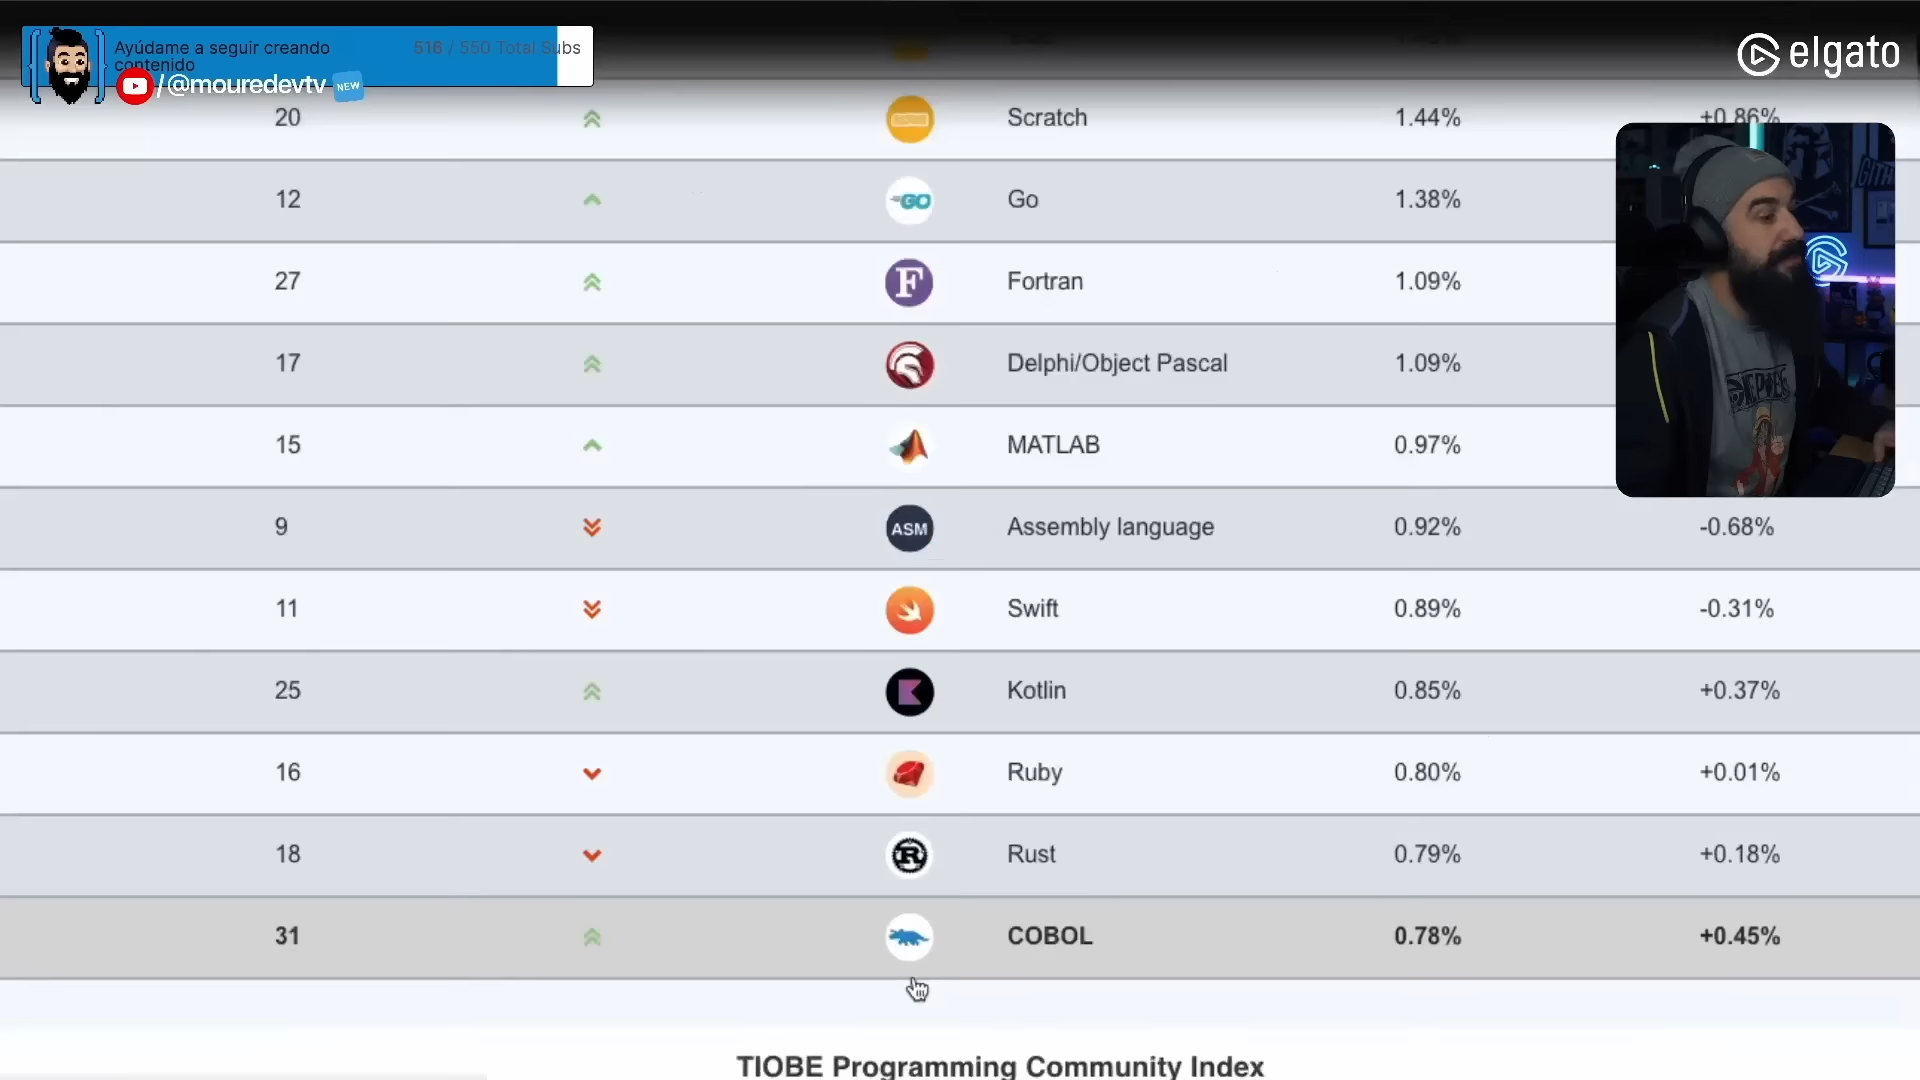 Ayúdame a seguir creando
contenido
516 / 550 Total Subs
/@mouredevtv NEW
elgato
20 Scratch 1.44% +0.86%
12 GO Go 1.38%
27 F Fortran 1.09%
17 Delphi/Object Pascal 1.09%
15 MATLAB 0.97%
9 ASM Assembly language 0.92% -0.68%
11 Swift 0.89% -0.31%
25 Kotlin 0.85% +0.37%
16 Ruby 0.80% +0.01%
18 R Rust 0.79% +0.18%
31 COBOL 0.78% +0.45%
TIOBE Programming Community Index